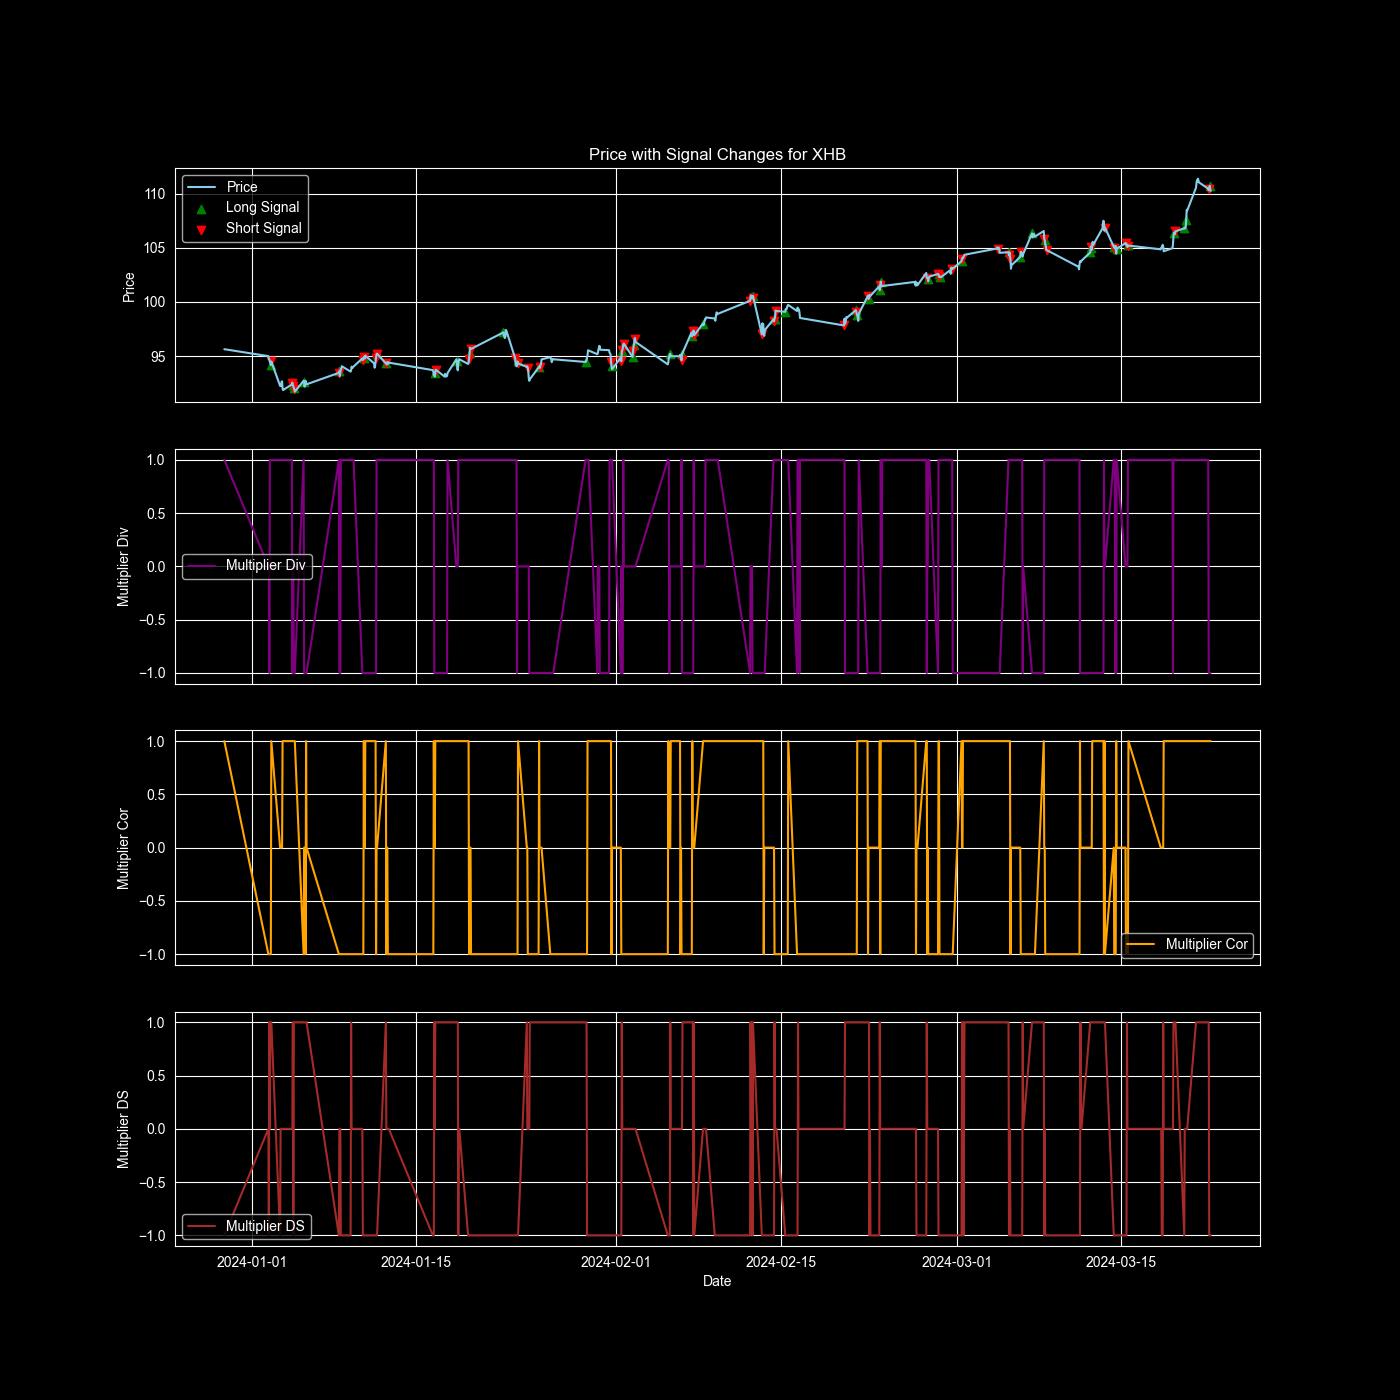 Price with Signal Changes for XHB
Price
Long Signal
Short Signal
110
105
100
95
Price
1.0
0.5
0.0
−0.5
−1.0
Multiplier Div
Multiplier Div
1.0
0.5
0.0
−0.5
−1.0
Multiplier Cor
Multiplier Cor
1.0
0.5
0.0
−0.5
−1.0
Multiplier DS
Multiplier DS
2024-01-01 2024-01-15 2024-02-01 2024-02-15 2024-03-01 2024-03-15
Date